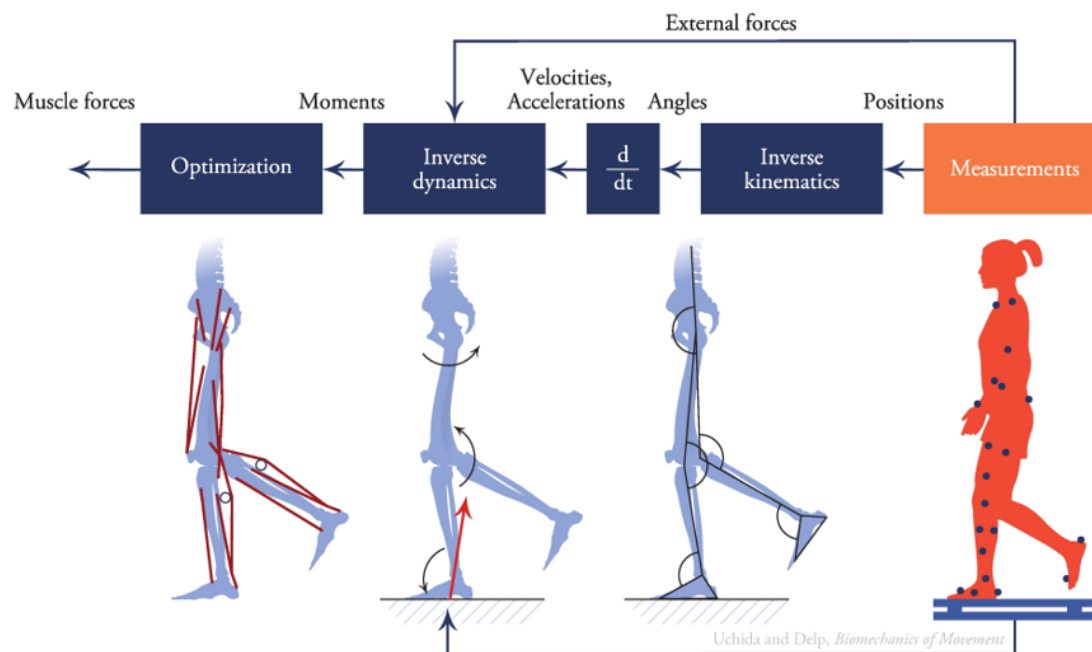 External forces
Velocities,
Muscle forces Moments Accelerations Angles Positions
Optimization
Inverse
dynamics
d
dt
Inverse
kinematics
Measurements
Uchida and Delp, Biomechanics of Movement